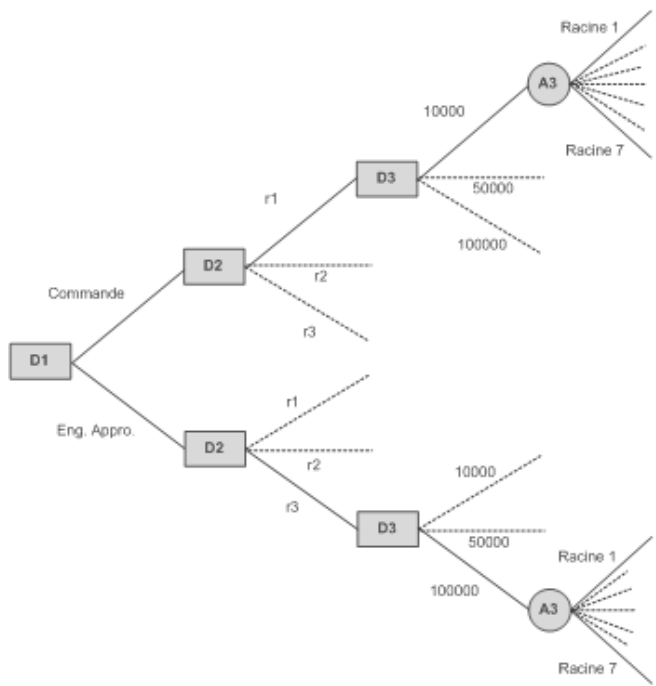 Racine 1
A3
10000
Racine 7
D3
50000
r1
100000
D2
r2
Commande
r3
D1
r1
Eng. Appro.
D2
r2
10000
r3
D3
50000
Racine 1
100000
A3
Racine 7